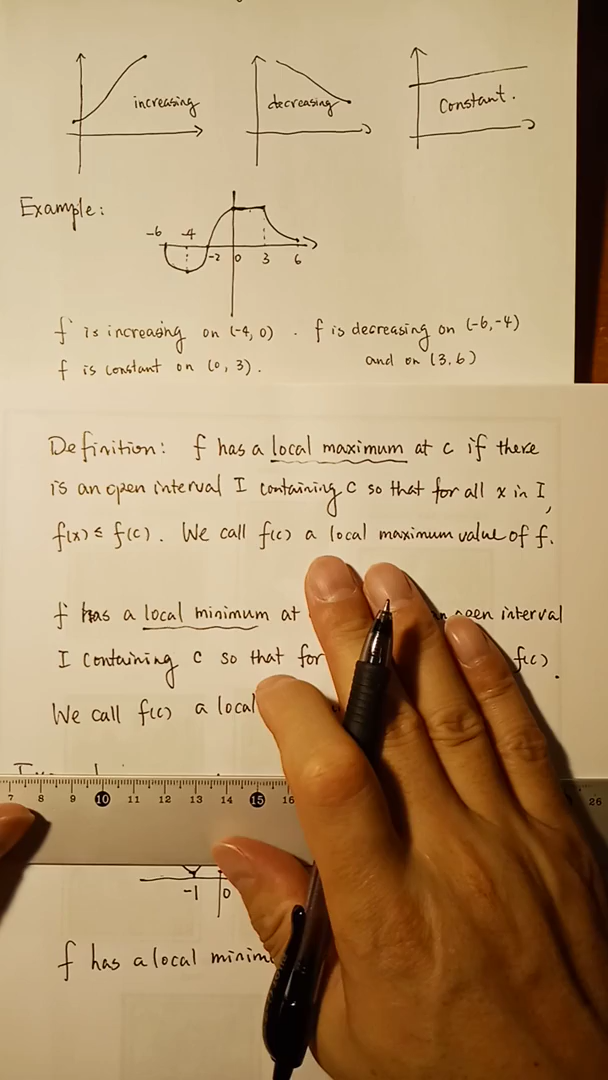 increasing
decreasing
constant.
Example:
-6 -4 -2 0 3 6
f is increasing on (-4, 0). f is decreasing on (-6,-4)
f is constant on (0, 3). and on (3,6)
Definition: f has a local maximum at c if there
is an open interval I containing c so that for all x in I,
f(x) ≤ f(c). We call f(c) a local maximum value of f.
f has a local minimum at open interval
I containing c so that for f(c).
We call f(c) a local
7 8 9 10 11 12 13 14 15 16 26
-1 0
f has a local